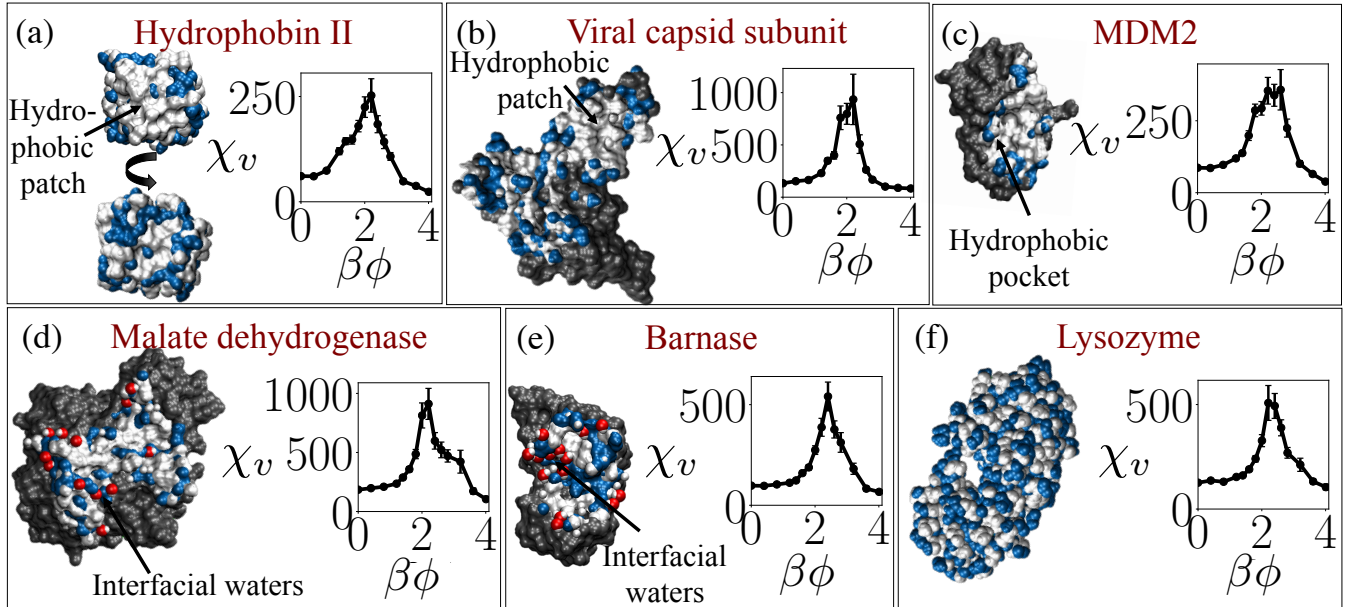 (a) Hydrophobin II
Hydro-
phobic
patch
χv
250
0
0 2 4
βϕ
(b) Viral capsid subunit
Hydrophobic
patch
χv
1000
500
0
0 2 4
βϕ
(c) MDM2
Hydrophobic
pocket
χv
250
0
0 2 4
βϕ
(d) Malate dehydrogenase
Interfacial waters
χv
1000
500
0
0 2 4
βϕ
(e) Barnase
Interfacial
waters
χv
500
0
0 2 4
βϕ
(f) Lysozyme
χv
500
0
0 2 4
βϕ